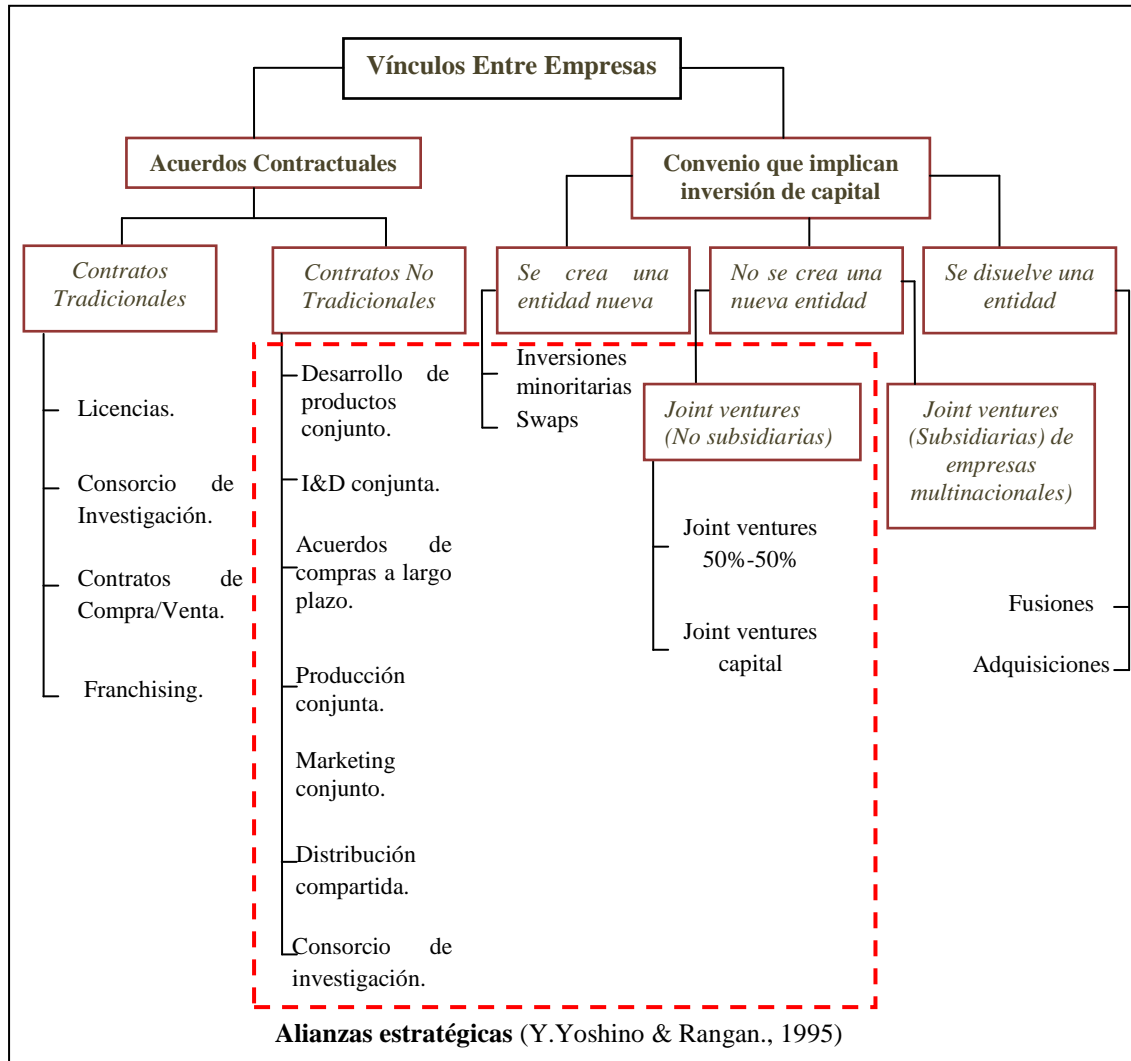 Vínculos Entre Empresas
Acuerdos Contractuales
Convenio que implican
inversión de capital
Contratos
Tradicionales
Contratos No
Tradicionales
Se crea una
entidad nueva
No se crea una
nueva entidad
Se disuelve una
entidad
Licencias.
Consorcio de
Investigación.
Contratos de
Compra/Venta.
Franchising.
Desarrollo de
productos
conjunto.
I&D conjunta.
Acuerdos de
compras a largo
plazo.
Producción
conjunta.
Marketing
conjunto.
Distribución
compartida.
Consorcio de
investigación.
Inversiones
minoritarias
Swaps
Joint ventures
(No subsidiarias)
Joint ventures
50%-50%
Joint ventures
capital
Joint ventures
(Subsidiarias) de
empresas
multinacionales)
Fusiones
Adquisiciones
Alianzas estratégicas (Y.Yoshino & Rangan., 1995)